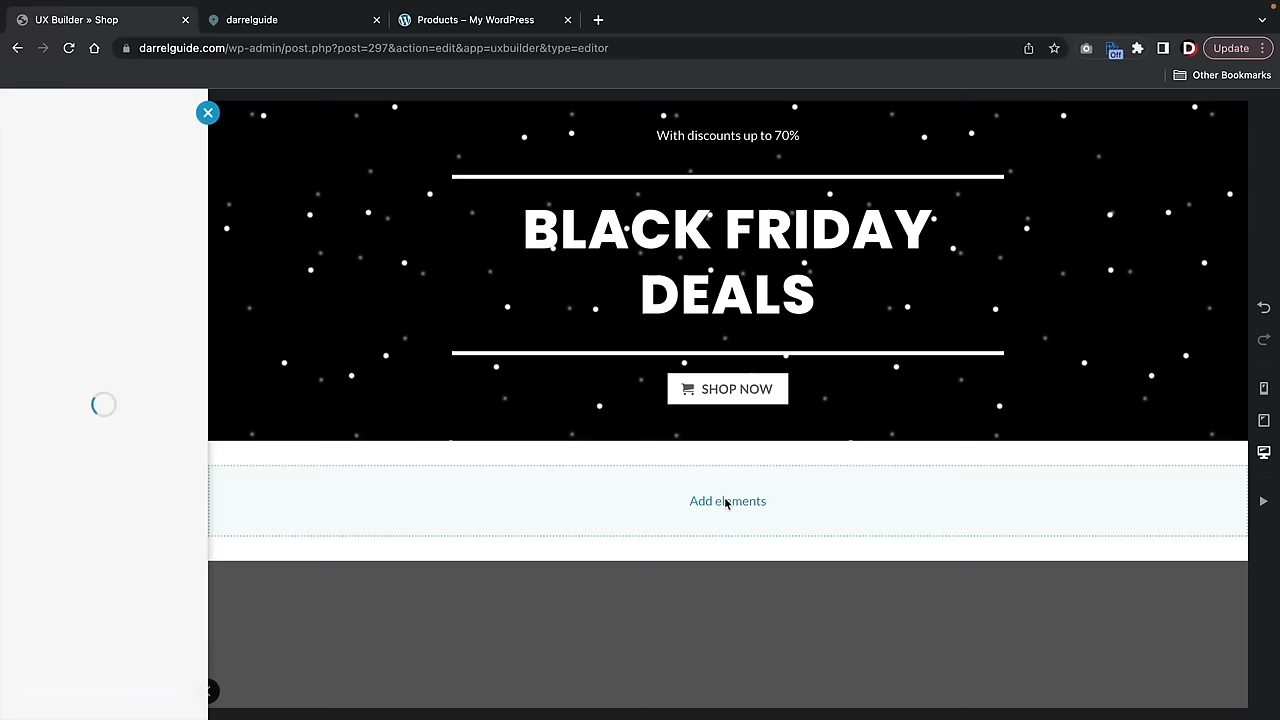 UX Builder » Shop
darrelguide
Products – My WordPress
darrelguide.com/wp-admin/post.php?post=297&action=edit&app=uxbuilder&type=editor
Off
D
Update
Other Bookmarks
With discounts up to 70%
BLACK FRIDAY
DEALS
SHOP NOW
Add elements